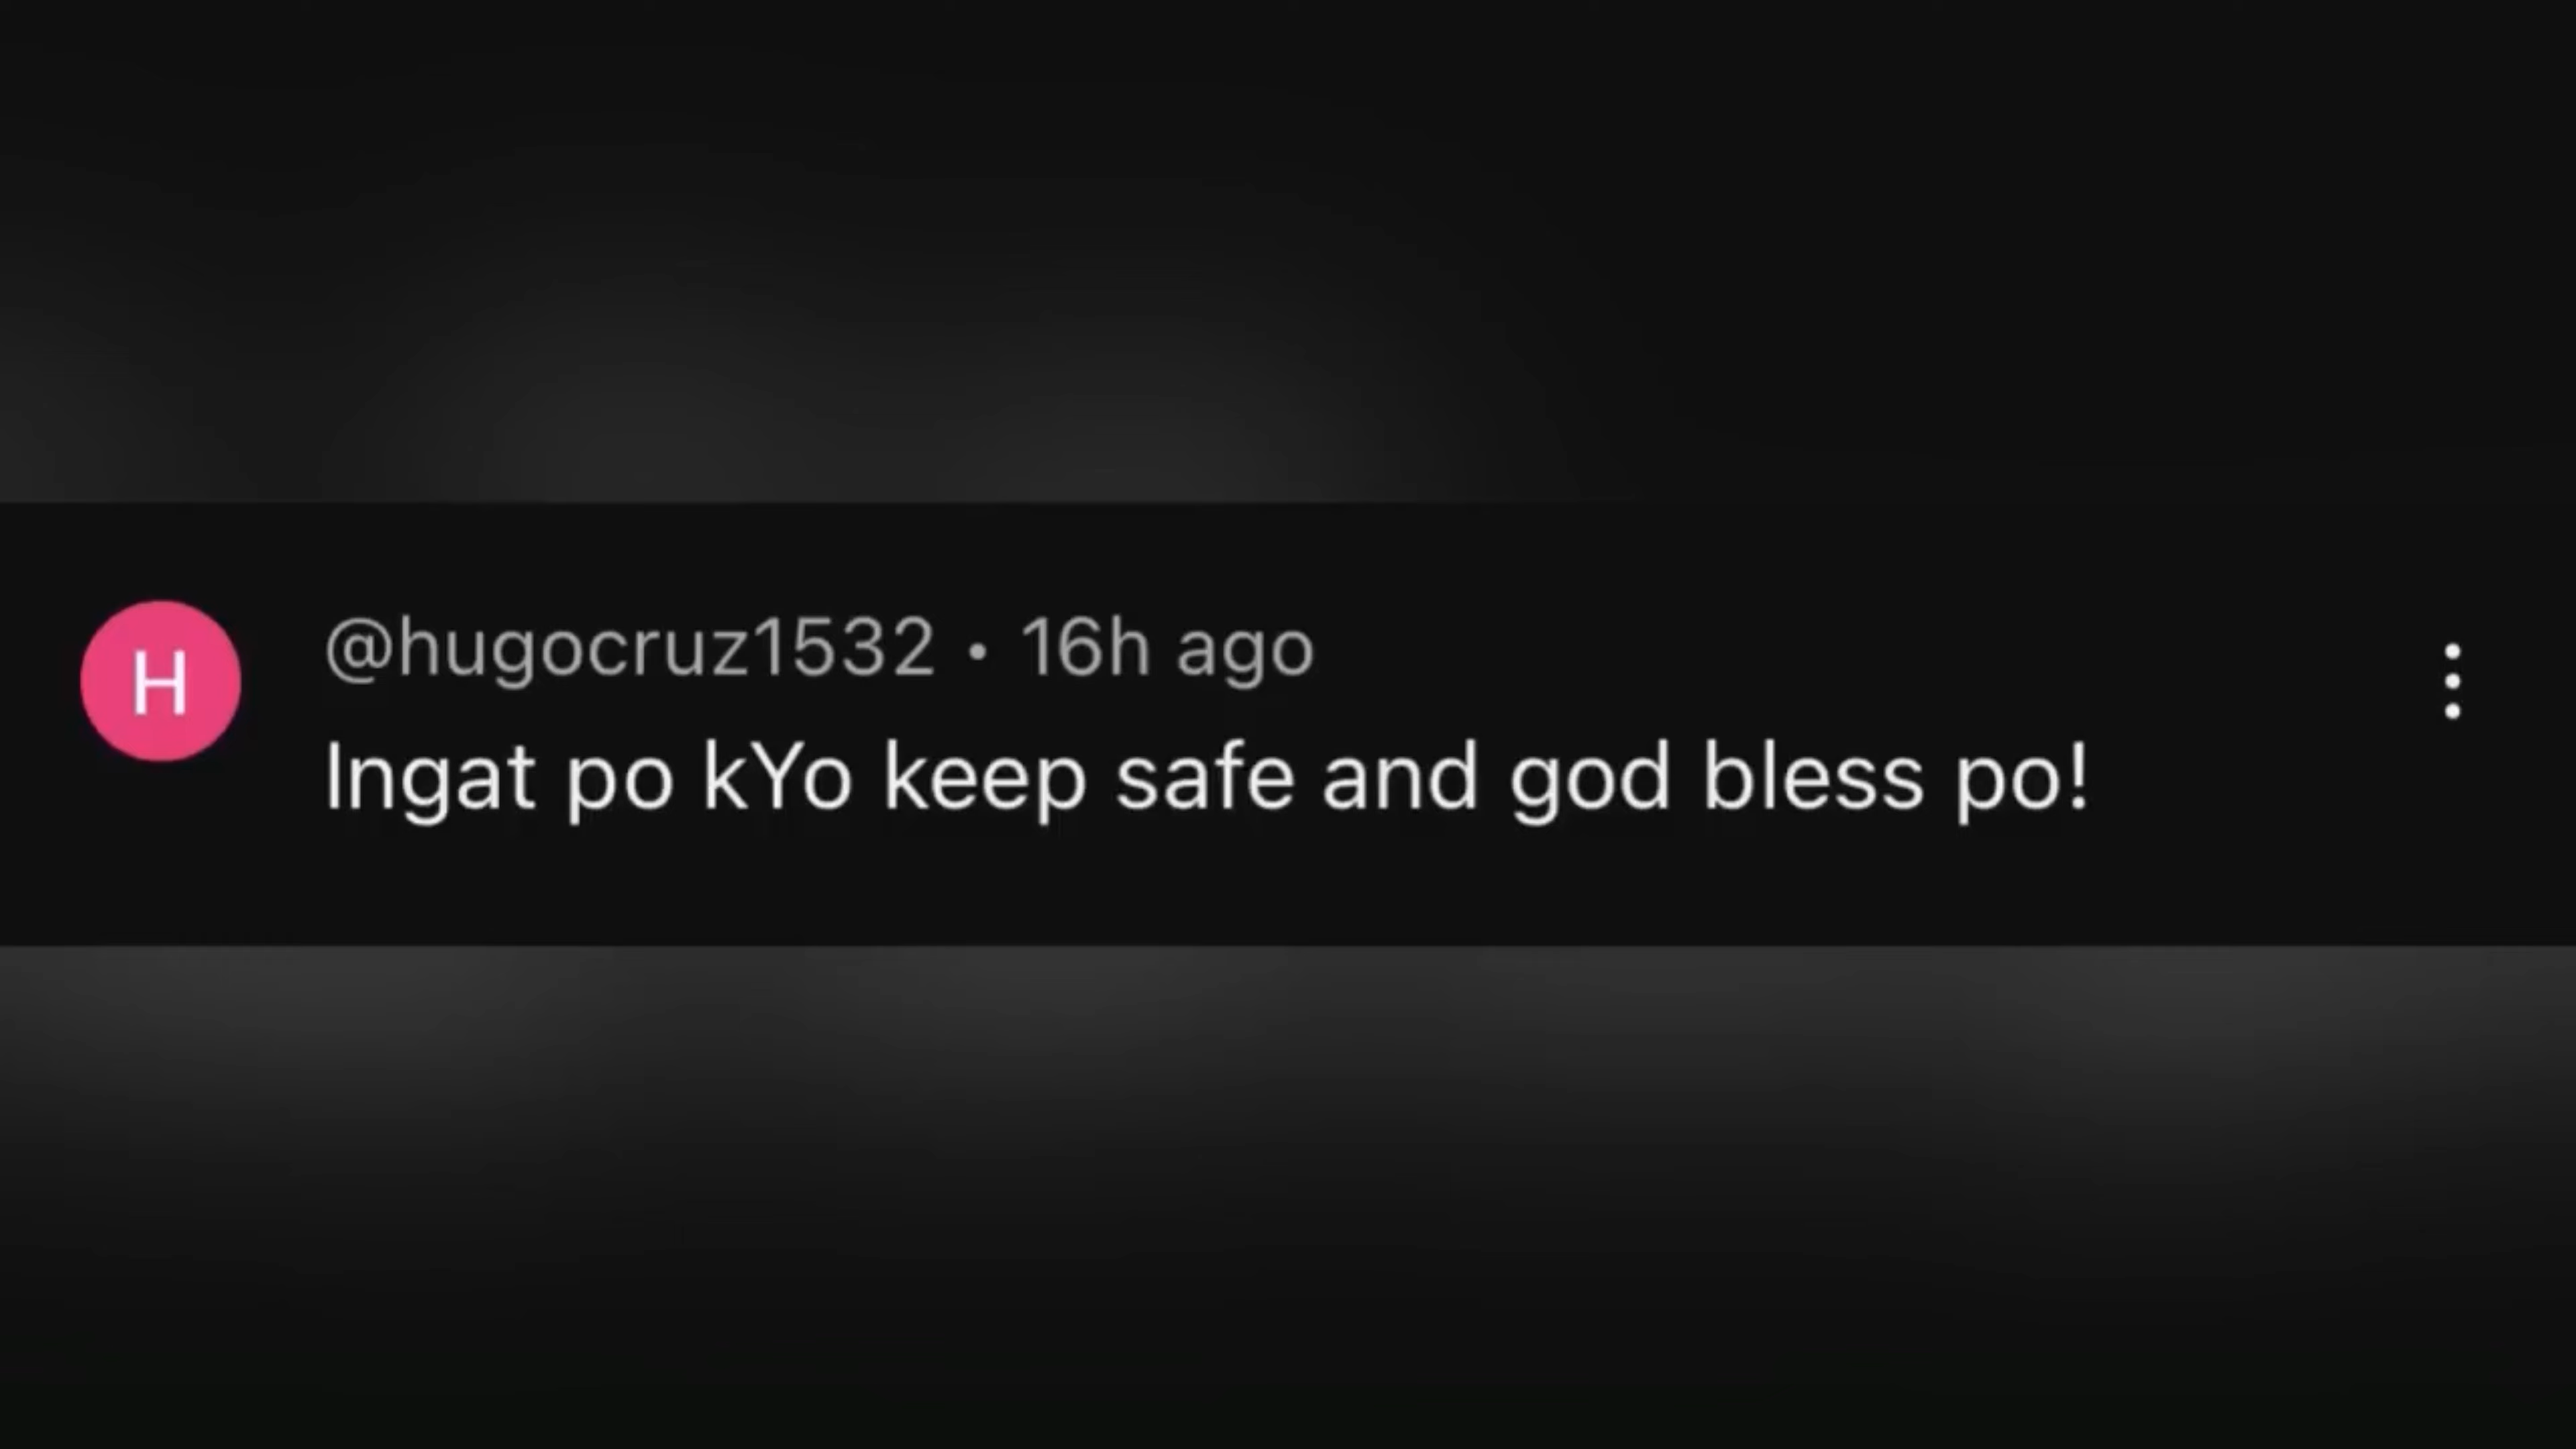 H
@hugocruz1532 • 16h ago
Ingat po kYo keep safe and god bless po!